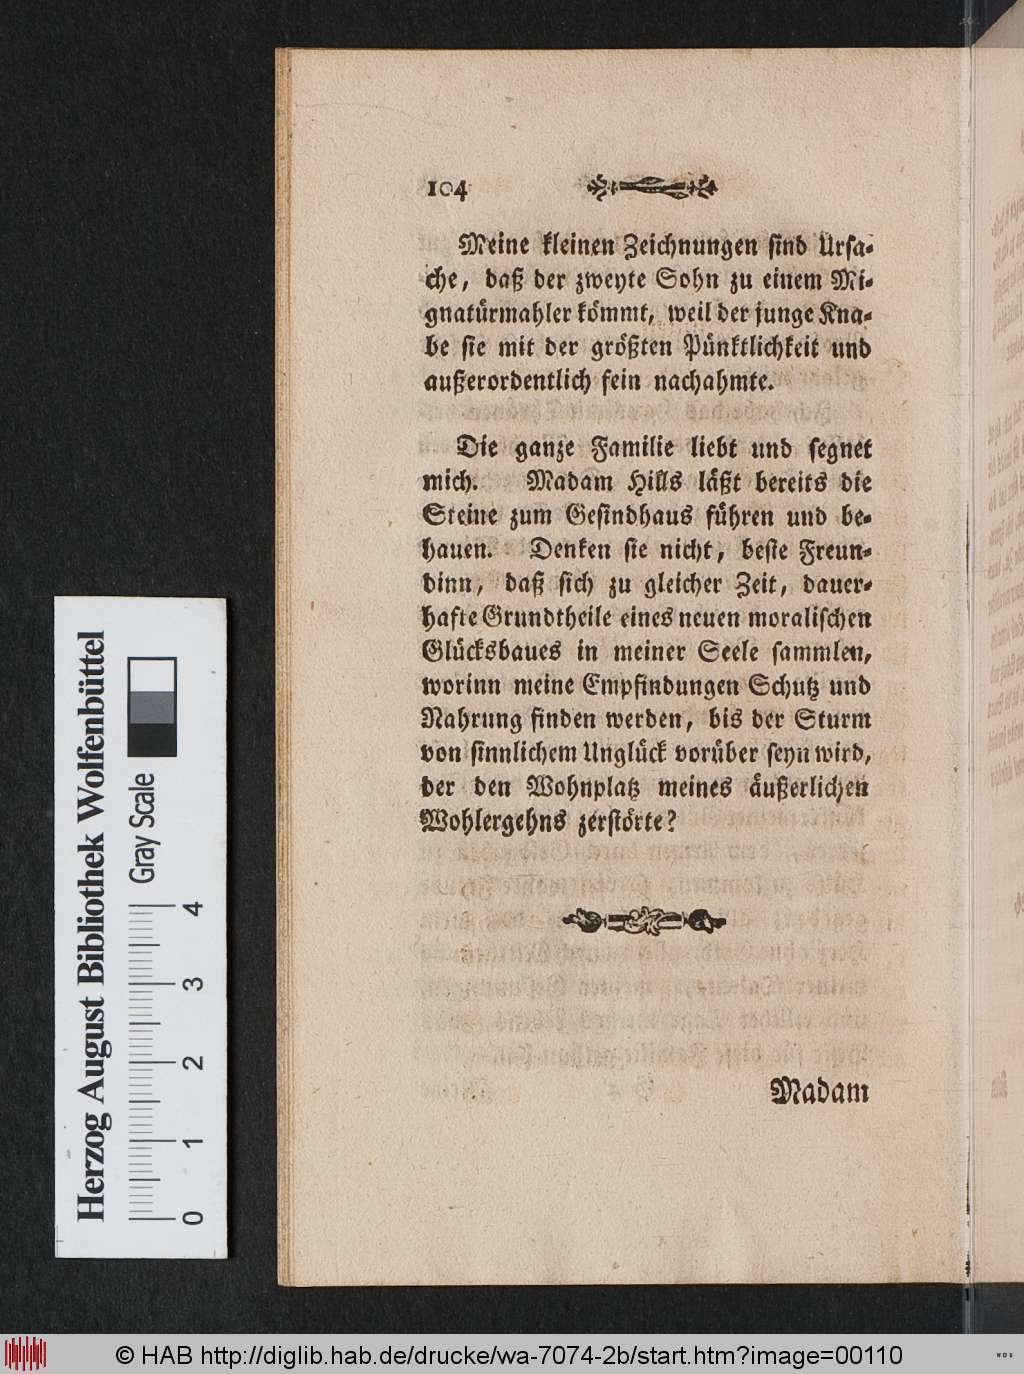 104
Meine kleinen Zeichnungen sind Ursa-
che, daß der zweyte Sohn zu einem Mi-
gnatürmahler kömmt, weil der junge Kna-
be sie mit der größten Pünktlichkeit und
außerordentlich fein nachahmte.
Die ganze Familie liebt und segnet
mich. Madam Hills läßt bereits die
Steine zum Gesindhaus führen und be-
hauen. Denken sie nicht, beste Freun-
dinn, daß sich zu gleicher Zeit, dauer-
hafte Grundtheile eines neuen moralischen
Glücksbaues in meiner Seele sammlen,
worinn meine Empfindungen Schutz und
Nahrung finden werden, bis der Sturm
von sinnlichem Unglück vorüber seyn wird,
der den Wohnplatz meines äußerlichen
Wohlergehns zerstörte?
Madam
Herzog August Bibliothek Wolfenbüttel
Gray Scale
0 1 2 3 4
© HAB http://diglib.hab.de/drucke/wa-7074-2b/start.htm?image=00110
WDB